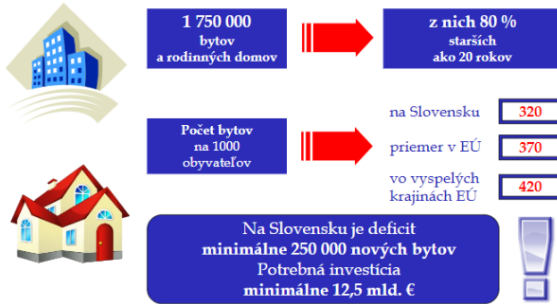 1 750 000
bytov
a rodinných domov
z nich 80 %
starších
ako 20 rokov
Počet bytov
na 1000
obyvateľov
na Slovensku 320
priemer v EÚ 370
vo vyspelých
krajinách EÚ 420
Na Slovensku je deficit
minimálne 250 000 nových bytov
Potrebná investícia
minimálne 12,5 mld. €
!